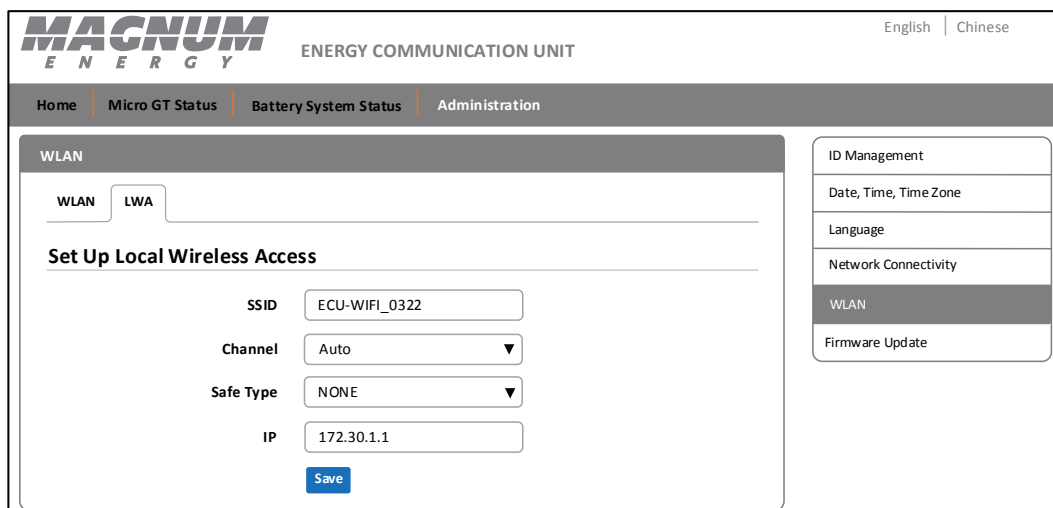 MAGNUM
ENERGY
ENERGY COMMUNICATION UNIT
English | Chinese
Home Micro GT Status Battery System Status Administration
WLAN
WLAN LWA
Set Up Local Wireless Access
SSID ECU-WIFI_0322
Channel Auto
Safe Type NONE
IP 172.30.1.1
Save
ID Management
Date, Time, Time Zone
Language
Network Connectivity
WLAN
Firmware Update